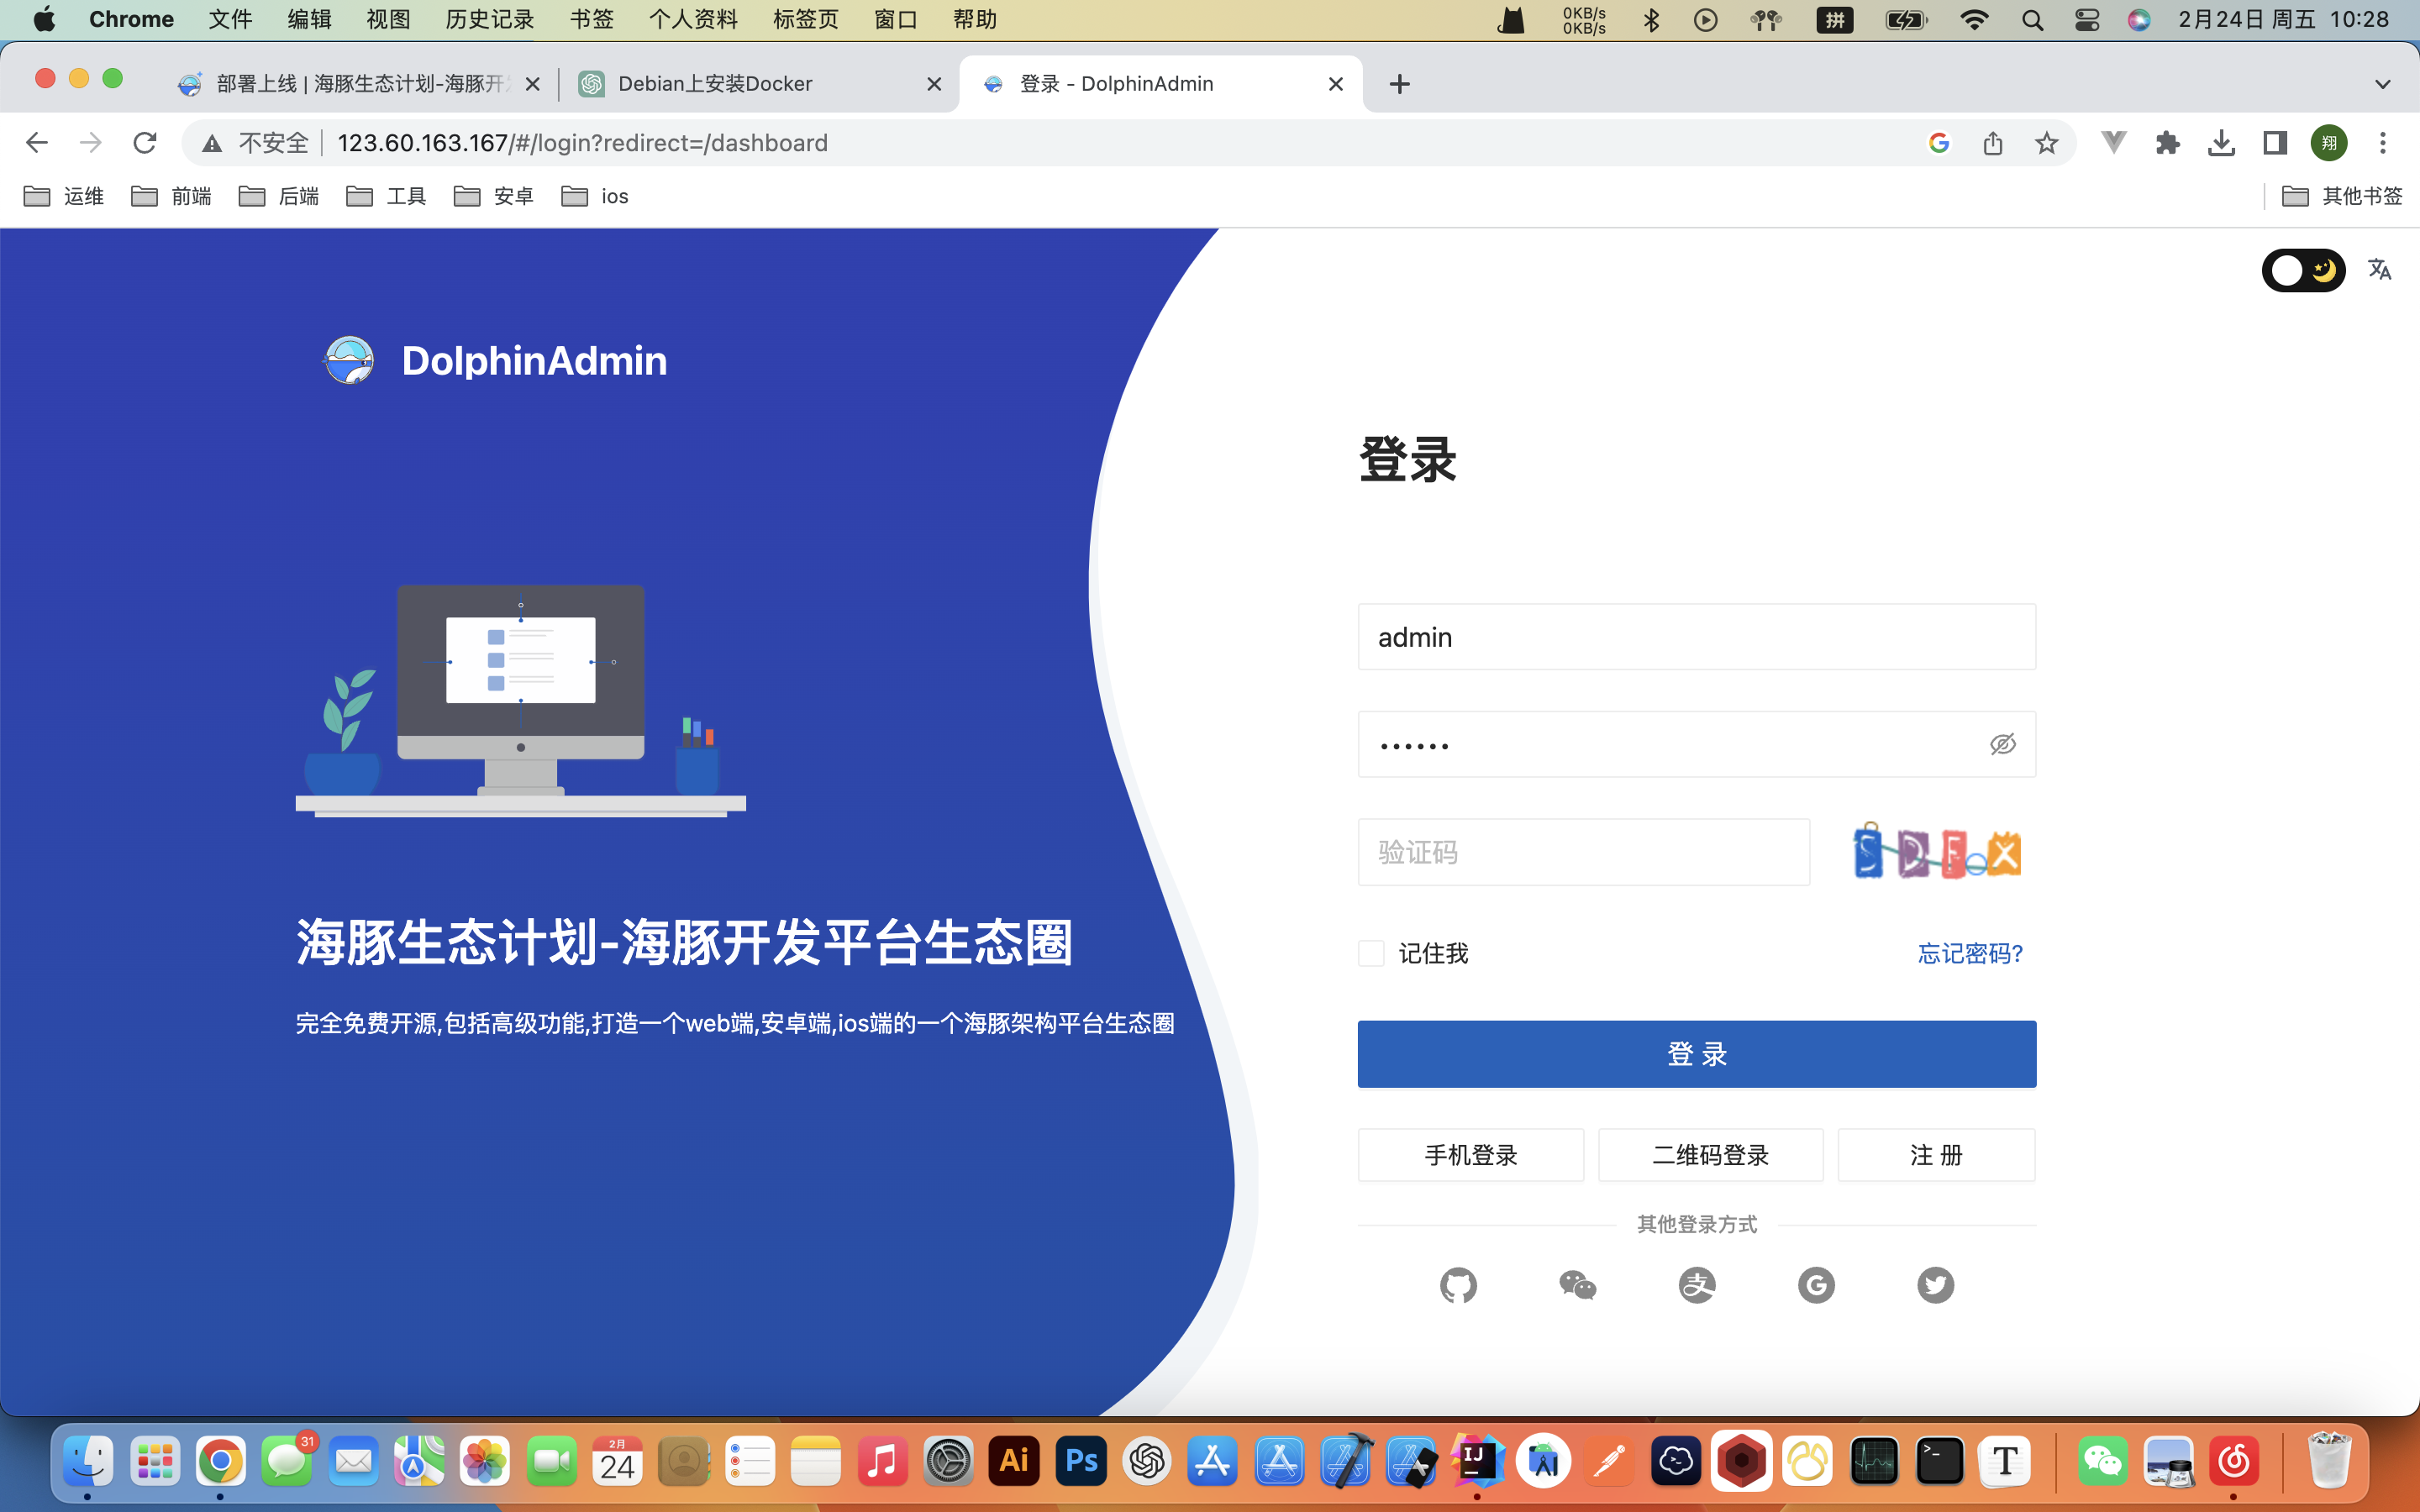 Chrome 文件 编辑 视图 历史记录 书签 个人资料 标签页 窗口 帮助 0KB/s 0KB/s 拼 2月24日 周五 10:28
部署上线 | 海豚生态计划-海豚开 Debian上安装Docker 登录 - DolphinAdmin
不安全 123.60.163.167/#/login?redirect=/dashboard 翔
运维 前端 后端 工具 安卓 ios 其他书签
DolphinAdmin
登录
admin
••••••
验证码 S D F X
记住我 忘记密码?
海豚生态计划-海豚开发平台生态圈
完全免费开源,包括高级功能,打造一个web端,安卓端,ios端的一个海豚架构平台生态圈
登 录
手机登录 二维码登录 注 册
其他登录方式
31 2月 24 Ai Ps IJ T